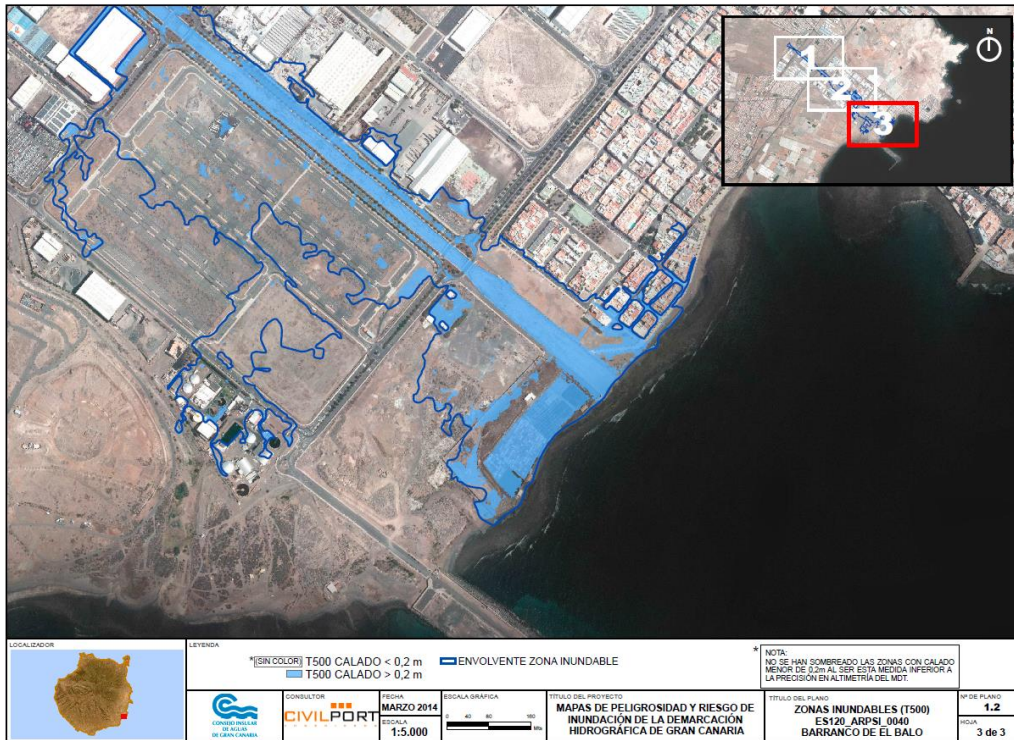 1
2
3
N
LOCALIZADOR
LEYENDA
*(SIN COLOR) T500 CALADO < 0,2 m
T500 CALADO > 0,2 m
ENVOLVENTE ZONA INUNDABLE
* NOTA:
NO SE HAN SOMBREADO LAS ZONAS CON CALADO
MENOR DE 0,2m AL SER ESTA MEDIDA INFERIOR A
LA PRECISIÓN EN ALTIMETRÍA DEL MDT.
CONSEJO INSULAR
DE AGUAS
DE GRAN CANARIA
CONSULTOR
CIVILPORT
FECHA
MARZO 2014
ESCALA
1:5.000
ESCALA GRÁFICA
0 40 80 160
Mts
TÍTULO DEL PROYECTO
MAPAS DE PELIGROSIDAD Y RIESGO DE
INUNDACIÓN DE LA DEMARCACIÓN
HIDROGRÁFICA DE GRAN CANARIA
TÍTULO DEL PLANO
ZONAS INUNDABLES (T500)
ES120_ARPSI_0040
BARRANCO DE EL BALO
Nº DE PLANO
1.2
HOJA
3 de 3